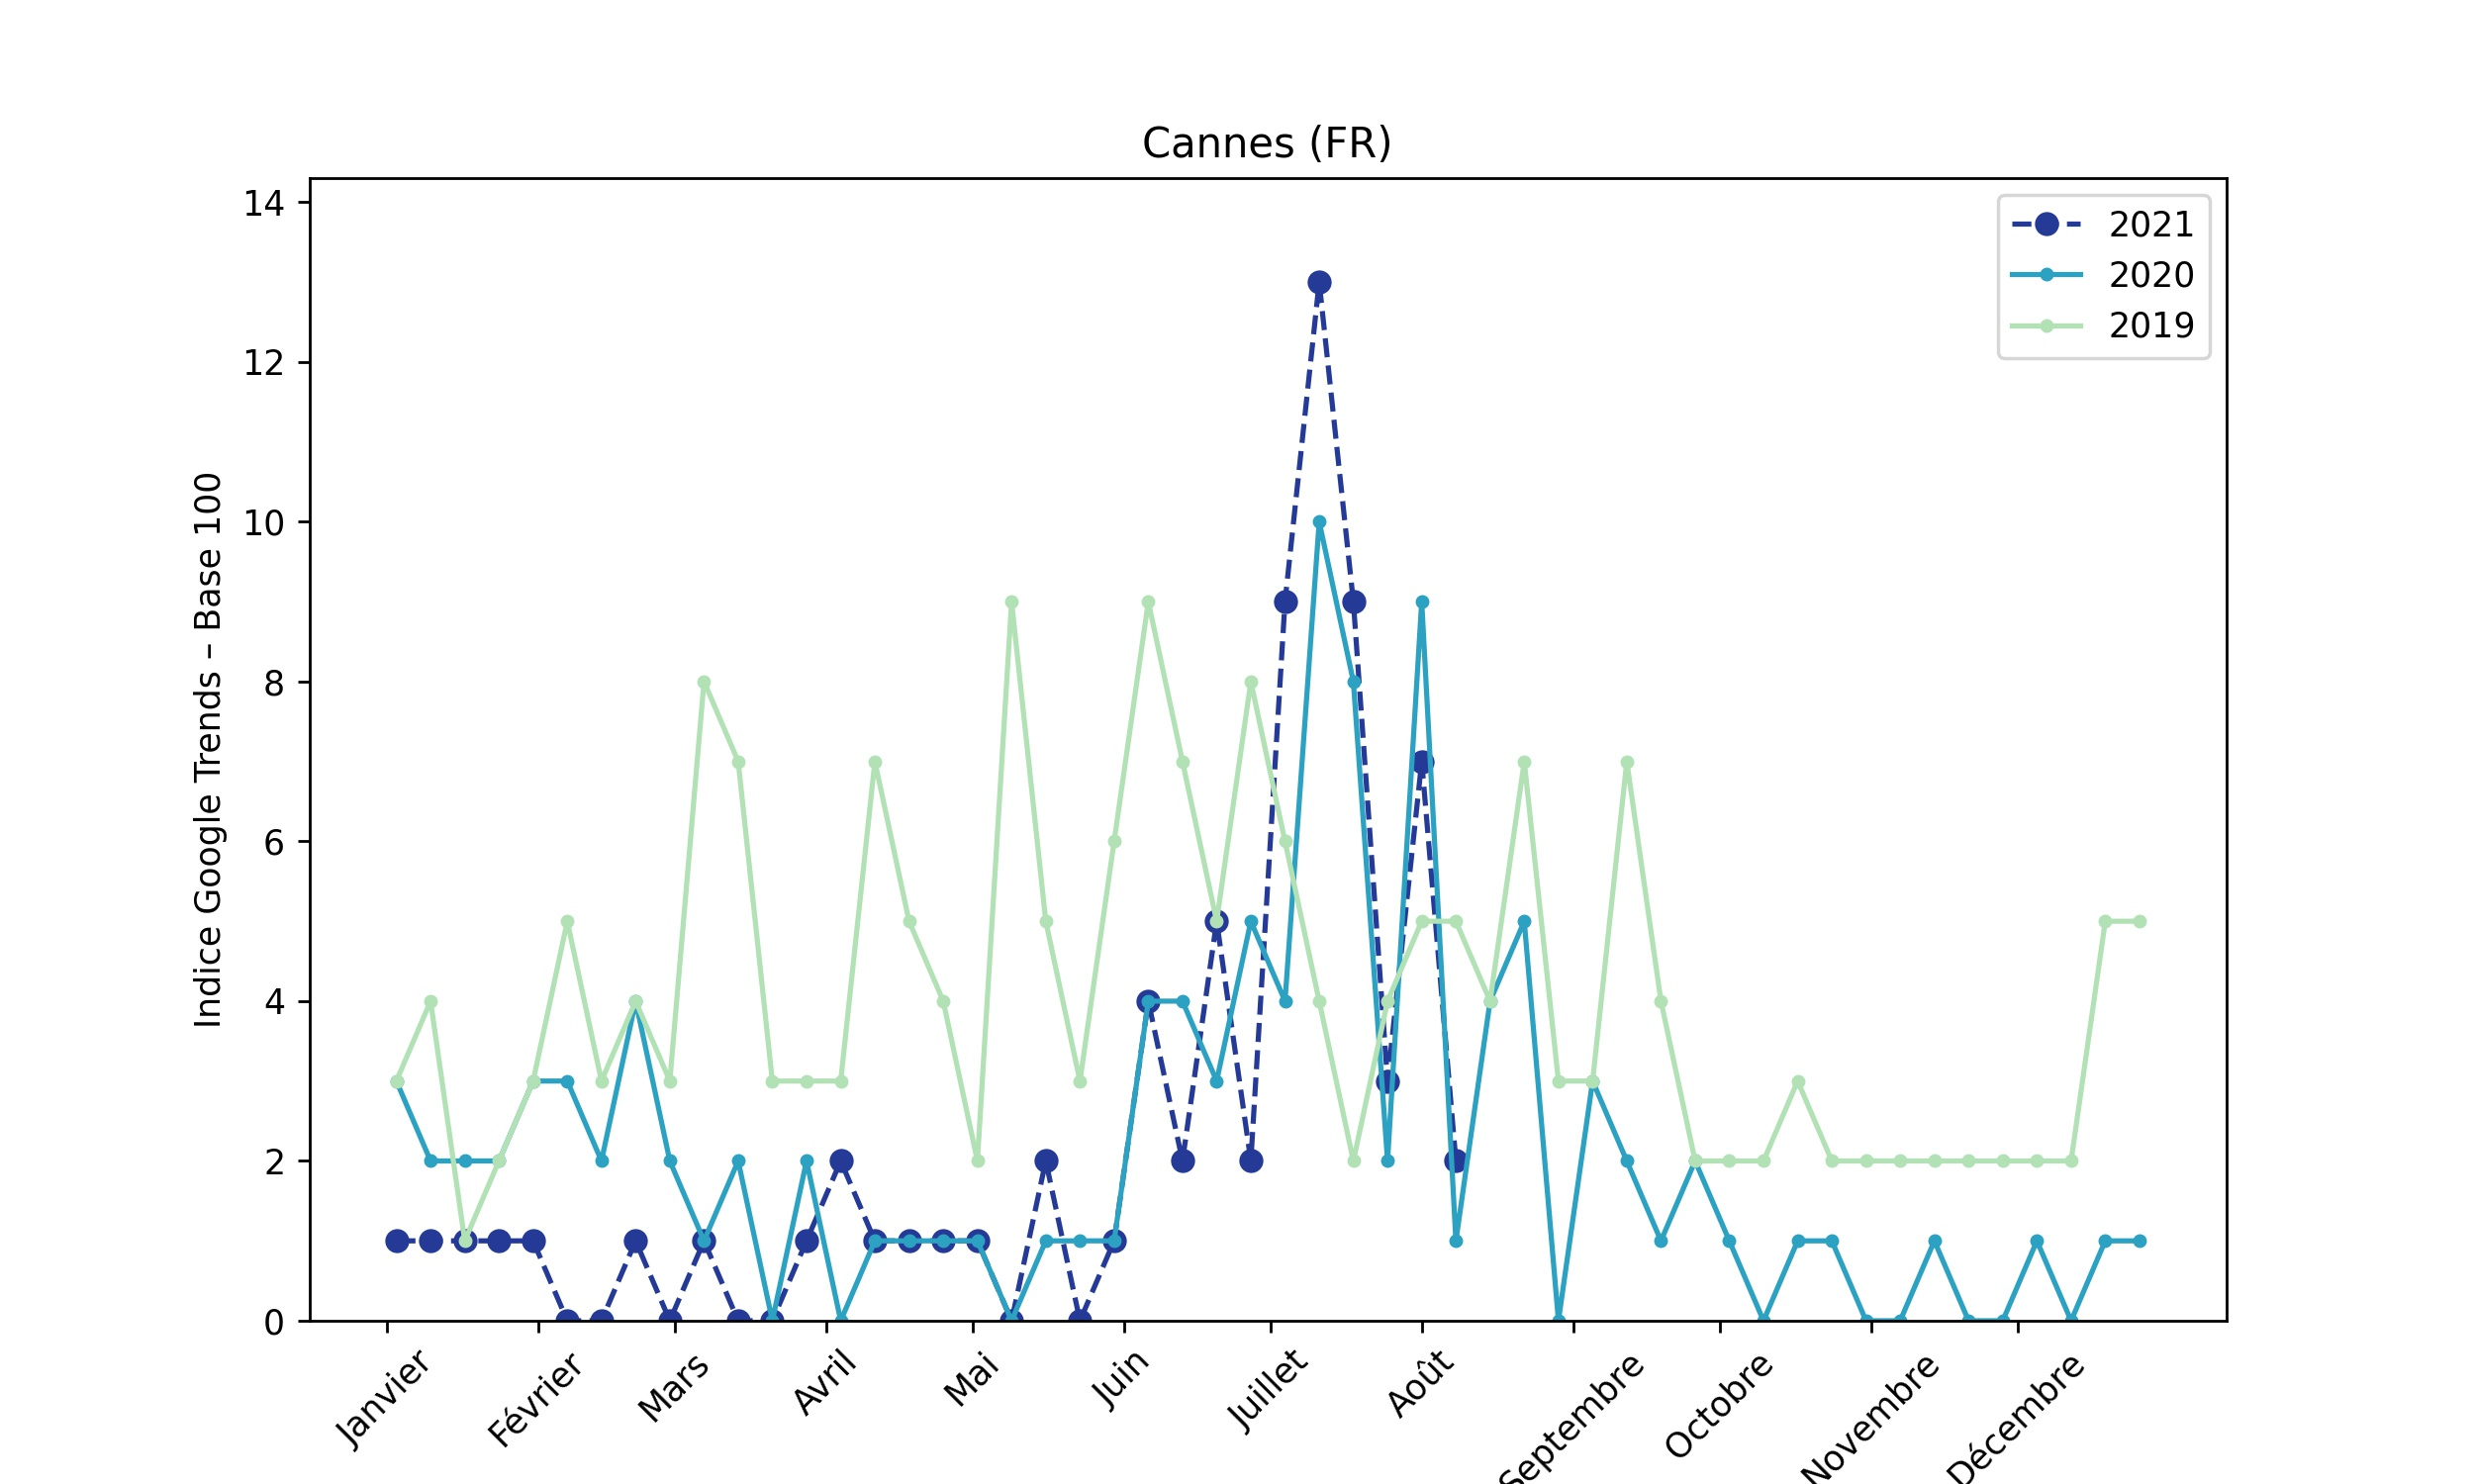 Cannes (FR)
14
12
10
8
6
4
2
0
Indice Google Trends – Base 100
2021
2020
2019
Janvier
Février
Mars
Avril
Mai
Juin
Juillet
Août
Septembre
Octobre
Novembre
Décembre